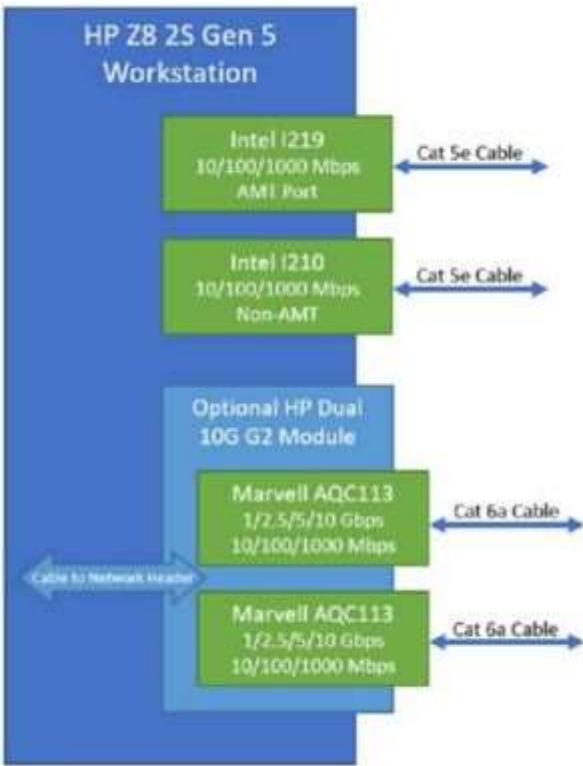 HP Z8 2S Gen 5
Workstation
Intel I219
10/100/1000 Mbps
AMT Port
Cat 5e Cable
Intel I210
10/100/1000 Mbps
Non-AMT
Cat 5e Cable
Optional HP Dual
10G G2 Module
Marvell AQC113
1/2.5/5/10 Gbps
10/100/1000 Mbps
Cat 6a Cable
Cable to Network Header
Marvell AQC113
1/2.5/5/10 Gbps
10/100/1000 Mbps
Cat 6a Cable